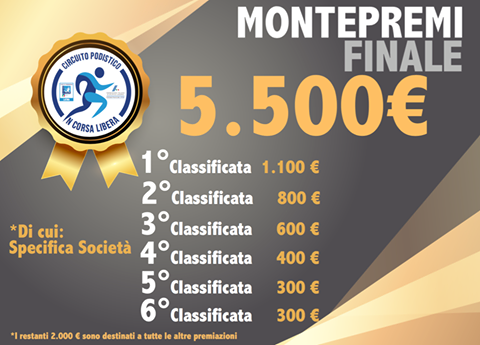 MONTEPREMI
FINALE
5.500€
CIRCUITO PODISTICO
IN CORSA LIBERA
1° Classificata 1.100 €
2° Classificata 800 €
3° Classificata 600 €
4° Classificata 400 €
5° Classificata 300 €
6° Classificata 300 €
*Di cui:
Specifica Società
*I restanti 2.000 € sono destinati a tutte le altre premiazioni